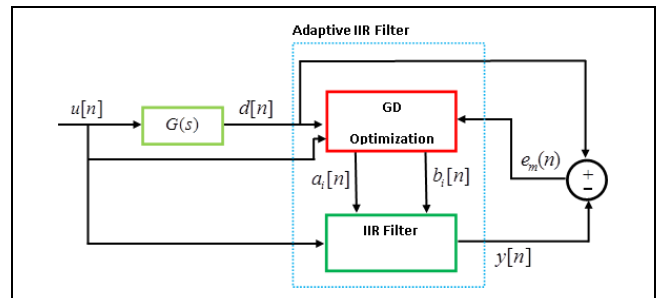 Adaptive IIR Filter
u[n]
G(s)
d[n]
GD
Optimization
e_m(n)
+
-
a_i[n]
b_i[n]
IIR Filter
y[n]